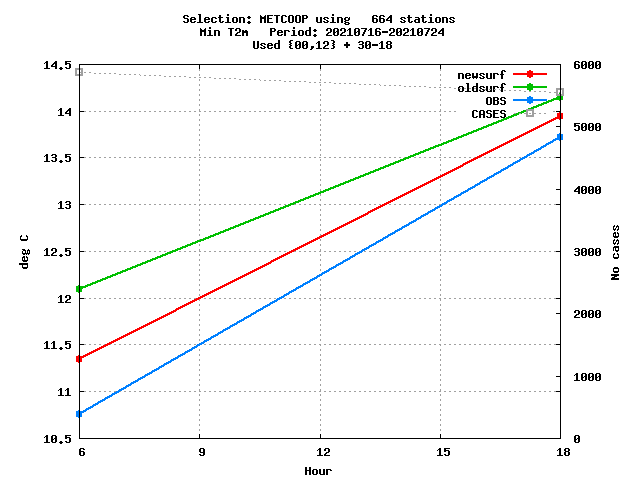 Selection: METCOOP using   664 stations
Min T2m   Period: 20210716-20210724
Used {00,12} + 30-18
newsurf
oldsurf
OBS
CASES
14.5
14
13.5
13
12.5
12
11.5
11
10.5
deg C
6000
5000
4000
3000
2000
1000
0
No cases
6 9 12 15 18
Hour